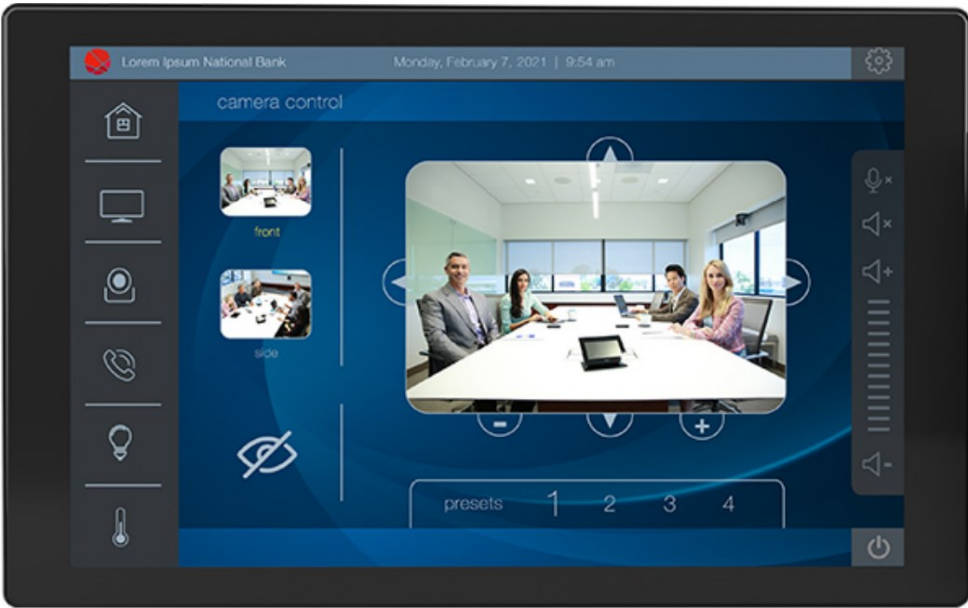 Lorem Ipsum National Bank
Monday, February 7, 2021 | 9:54 am
camera control
front
side
presets 1 2 3 4